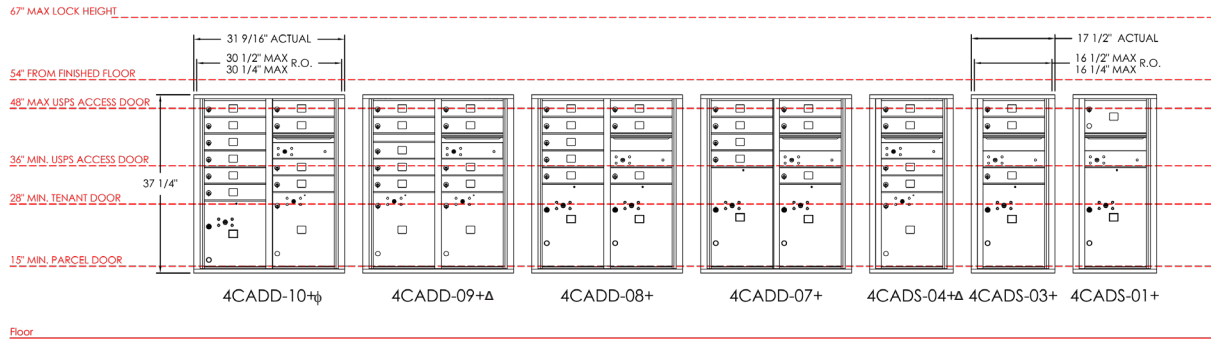 67" MAX LOCK HEIGHT
31 9/16" ACTUAL
17 1/2" ACTUAL
30 1/2" MAX
30 1/4" MAX
R.O.
16 1/2" MAX
16 1/4" MAX
R.O.
54" FROM FINISHED FLOOR
48" MAX USPS ACCESS DOOR
36" MIN. USPS ACCESS DOOR
37 1/4"
28" MIN. TENANT DOOR
15" MIN. PARCEL DOOR
4CADD-10+ϕ
4CADD-09+Δ
4CADD-08+
4CADD-07+
4CADS-04+Δ
4CADS-03+
4CADS-01+
Floor